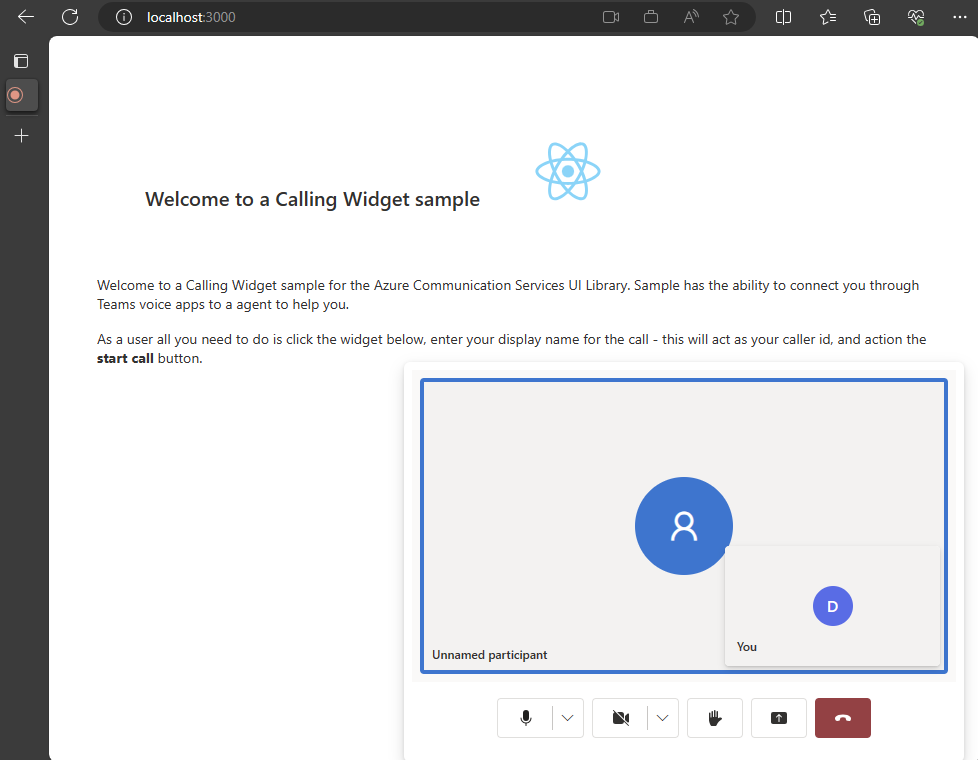 localhost:3000
Welcome to a Calling Widget sample
Welcome to a Calling Widget sample for the Azure Communication Services UI Library. Sample has the ability to connect you through
Teams voice apps to a agent to help you.
As a user all you need to do is click the widget below, enter your display name for the call - this will act as your caller id, and action the
start call button.
D
You
Unnamed participant